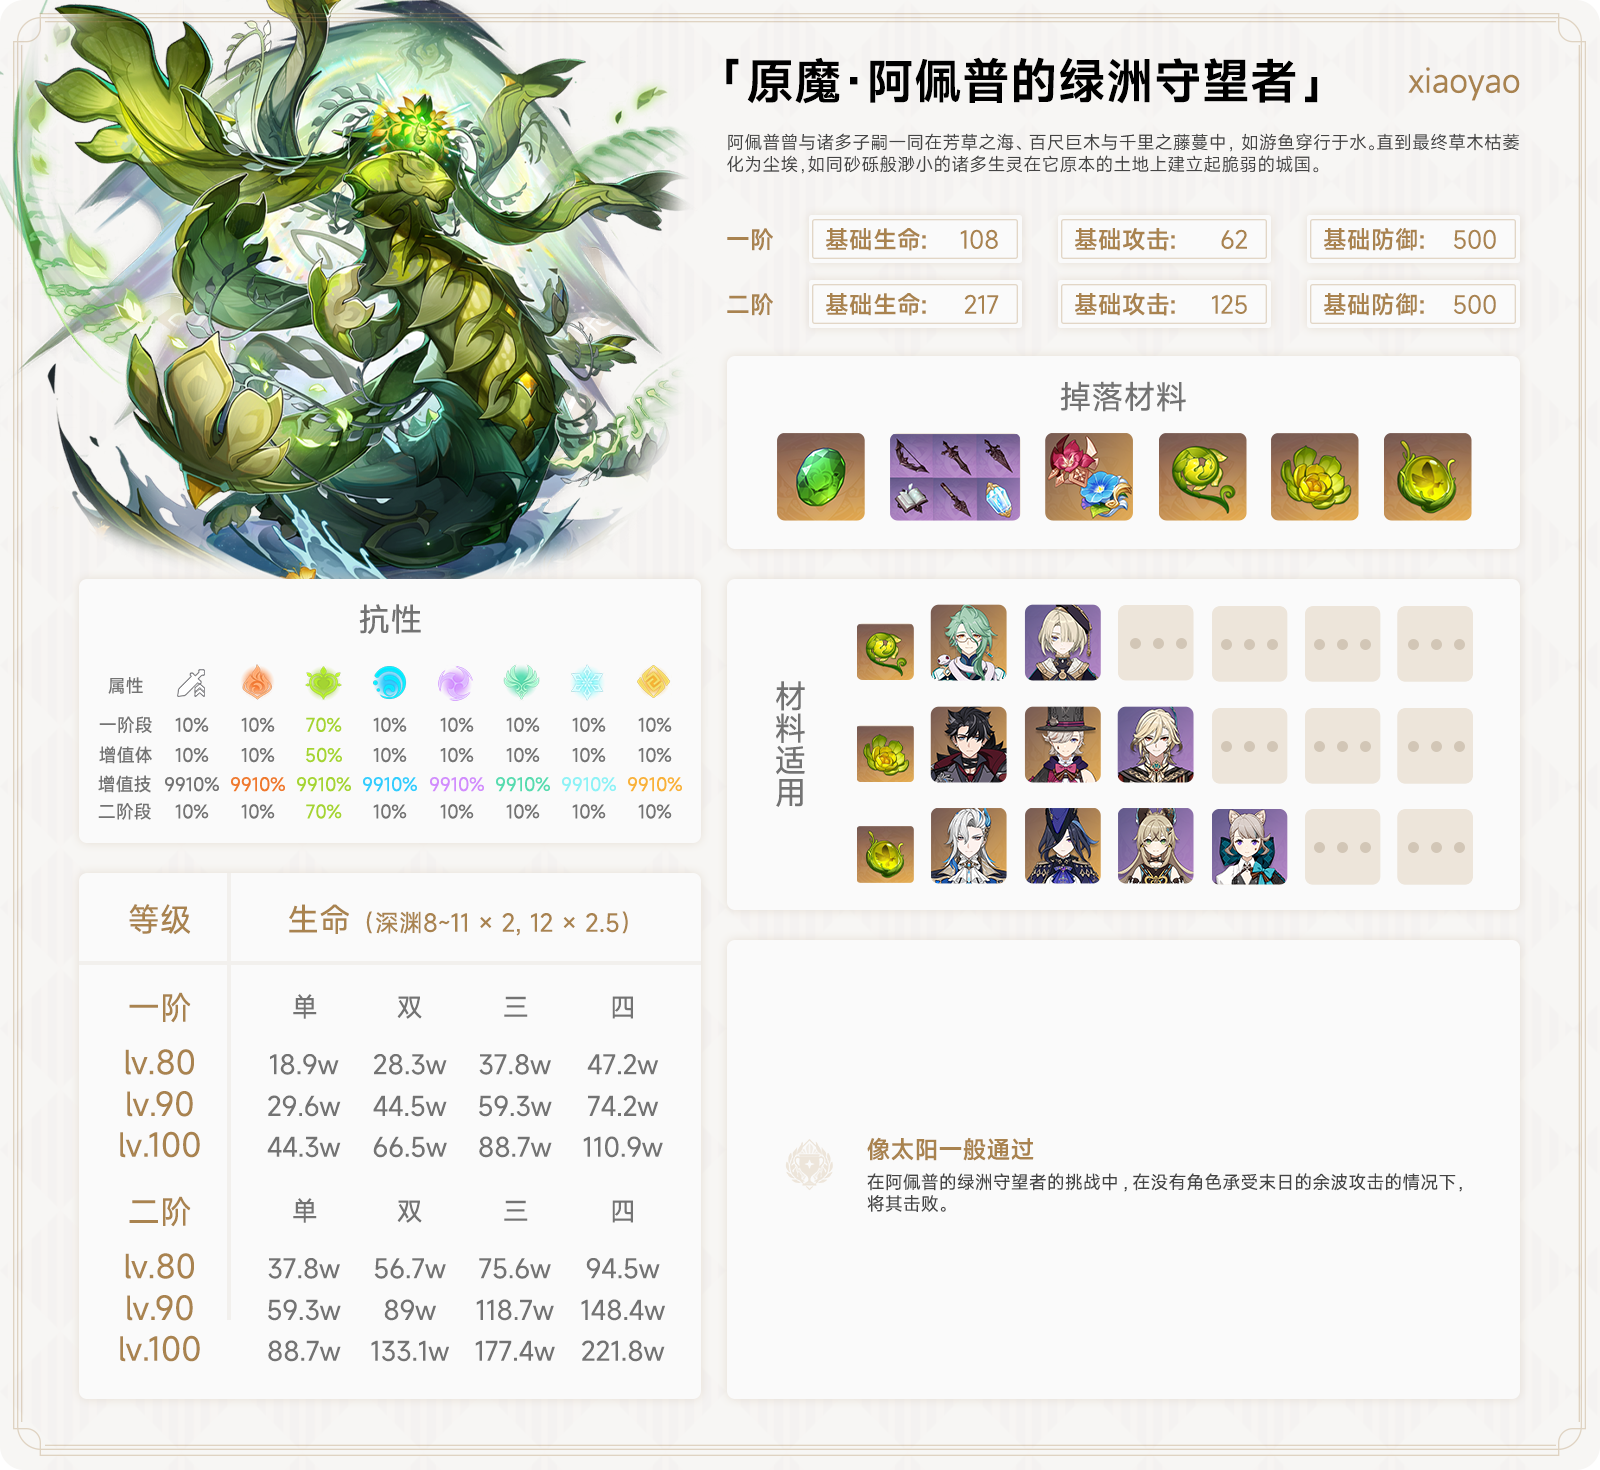 「原魔·阿佩普的绿洲守望者」
xiaoyao
阿佩普曾与诸多子嗣一同在芳草之海、百尺巨木与千里之藤蔓中，如游鱼穿行于水。直到最终草木枯萎
化为尘埃,如同砂砾般渺小的诸多生灵在它原本的土地上建立起脆弱的城国。
一阶 基础生命: 108 基础攻击: 62 基础防御: 500
二阶 基础生命: 217 基础攻击: 125 基础防御: 500
掉落材料
抗性
属性
一阶段 10% 10% 70% 10% 10% 10% 10% 10%
增值体 10% 10% 50% 10% 10% 10% 10% 10%
增值技 9910% 9910% 9910% 9910% 9910% 9910% 9910% 9910%
二阶段 10% 10% 70% 10% 10% 10% 10% 10%
材料适用
等级 生命（深渊8~11 × 2, 12 × 2.5）
一阶 单 双 三 四
lv.80 18.9w 28.3w 37.8w 47.2w
lv.90 29.6w 44.5w 59.3w 74.2w
lv.100 44.3w 66.5w 88.7w 110.9w
二阶 单 双 三 四
lv.80 37.8w 56.7w 75.6w 94.5w
lv.90 59.3w 89w 118.7w 148.4w
lv.100 88.7w 133.1w 177.4w 221.8w
像太阳一般通过
在阿佩普的绿洲守望者的挑战中,在没有角色承受末日的余波攻击的情况下,
将其击败。